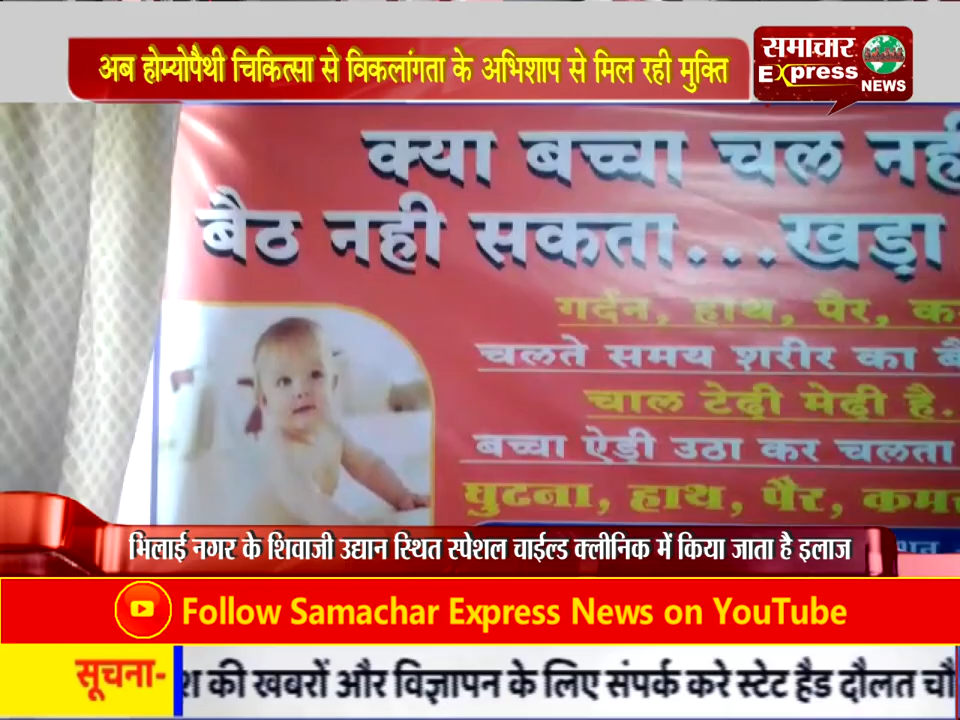 अब होम्योपैथी चिकित्सा से विकलांगता के अभिशाप से मिल रही मुक्ति
समाचार
Express
NEWS
क्या बच्चा चल नही
बैठ नही सकता...खड़ा
गर्दन, हाथ, पैर,
चलते समय शरीर का
चाल टेढ़ी मेढ़ी है.
बच्चा ऐड़ी उठा कर चलता
घुटना, हाथ, पैर, कमर
भिलाई नगर के शिवाजी उद्यान स्थित स्पेशल चाईल्ड क्लीनिक में किया जाता है इलाज
Follow Samachar Express News on YouTube
सूचना- की खबरों और विज्ञापन के लिए संपर्क करे स्टेट हैड दौलत